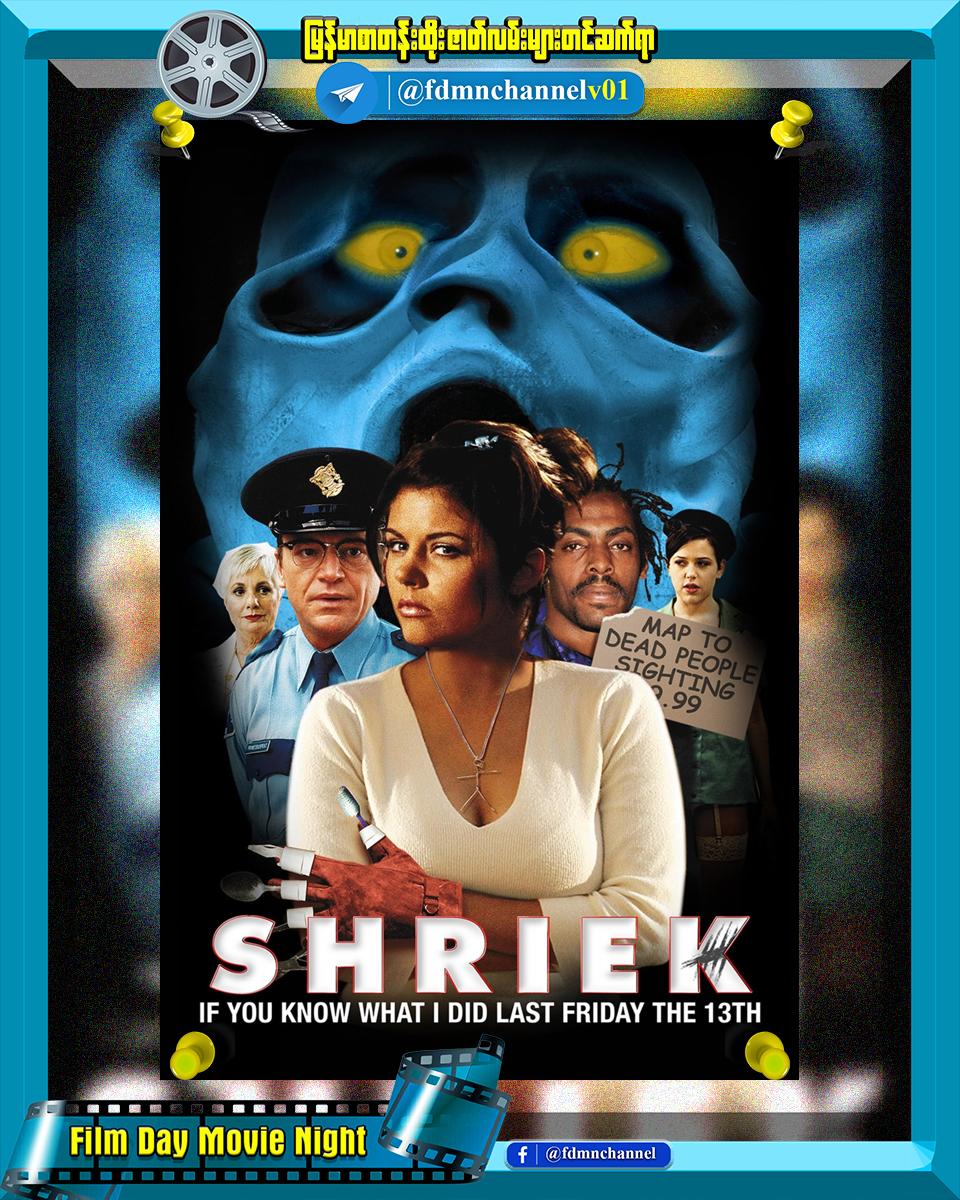 မြန်မာစာတန်းထိုးဇာတ်လမ်းများတင်ဆက်ရာ
@fdmnchannelv01
MAP TO
DEAD PEOPLE
SIGHTING
9.99
SHRIEK
IF YOU KNOW WHAT I DID LAST FRIDAY THE 13TH
Film Day Movie Night
@fdmnchannel